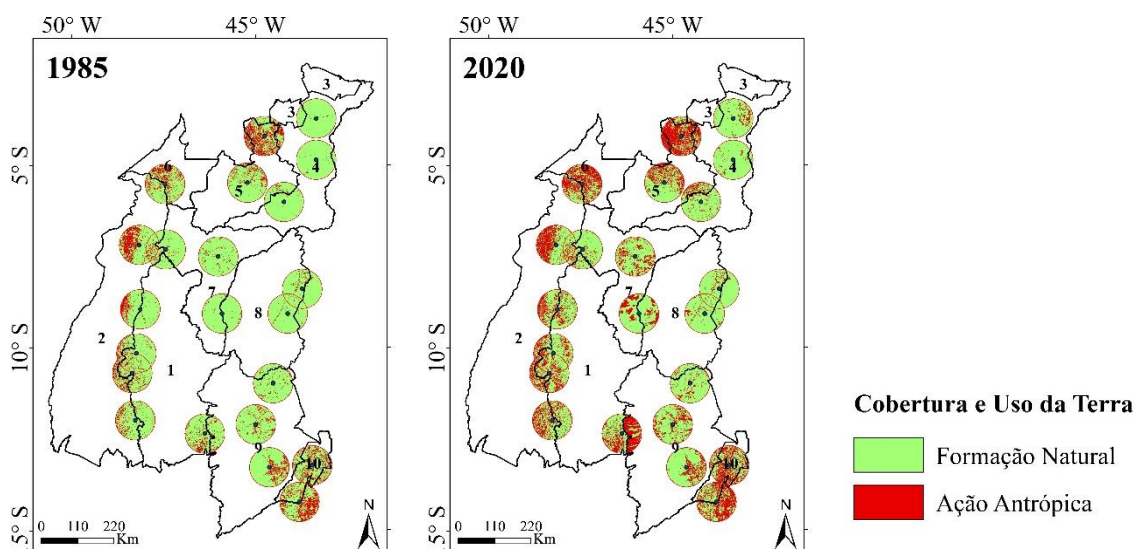 50° W 45° W
1985
3
3
5° S
4
6
5
7
8
10° S
2
1
9
10
5° S
0 110 220
Km
N
50° W 45° W
2020
3
3
5° S
4
6
5
7
8
10° S
2
1
9
10
5° S
0 110 220
Km
N
Cobertura e Uso da Terra
Formação Natural
Ação Antrópica